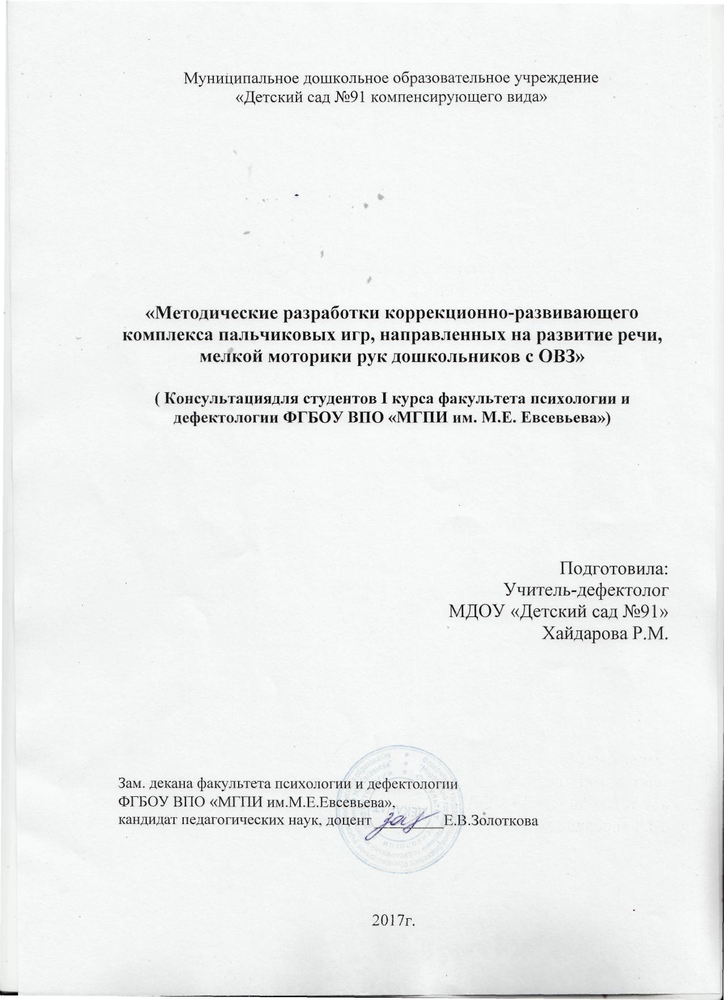 Муниципальное дошкольное образовательное учреждение
«Детский сад №91 компенсирующего вида»
«Методические разработки коррекционно-развивающего
комплекса пальчиковых игр, направленных на развитие речи,
мелкой моторики рук дошкольников с ОВЗ»
( Консультациядля студентов I курса факультета психологии и
дефектологии ФГБОУ ВПО «МГПИ им. М.Е. Евсевьева»)
Подготовила:
Учитель-дефектолог
МДОУ «Детский сад №91»
Хайдарова Р.М.
Зам. декана факультета психологии и дефектологии
ФГБОУ ВПО «МГПИ им.М.Е.Евсевьева»,
кандидат педагогических наук, доцент _________Е.В.Золоткова
ДЕКАНАТ
2017г.